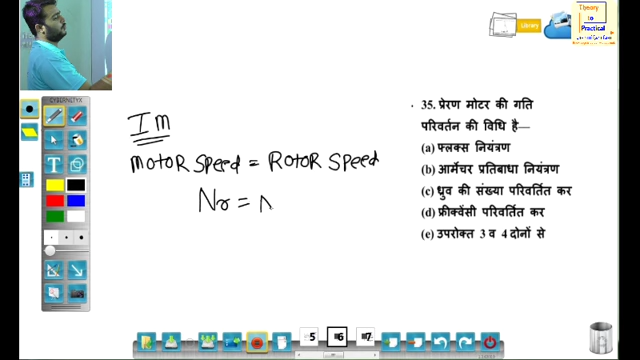 Library
Theory
to
Practical
CYBERNETYX
IM
MOTOR Speed = ROTOR Speed
Nr = N
35. प्रेरण मोटर की गति
परिवर्तन की विधि है—
(a) फ्लक्स नियंत्रण
(b) आर्मेचर प्रतिबाधा नियंत्रण
(c) ध्रुव की संख्या परिवर्तित कर
(d) फ्रीक्वेंसी परिवर्तित कर
(e) उपरोक्त 3 व 4 दोनों से
5 6 7